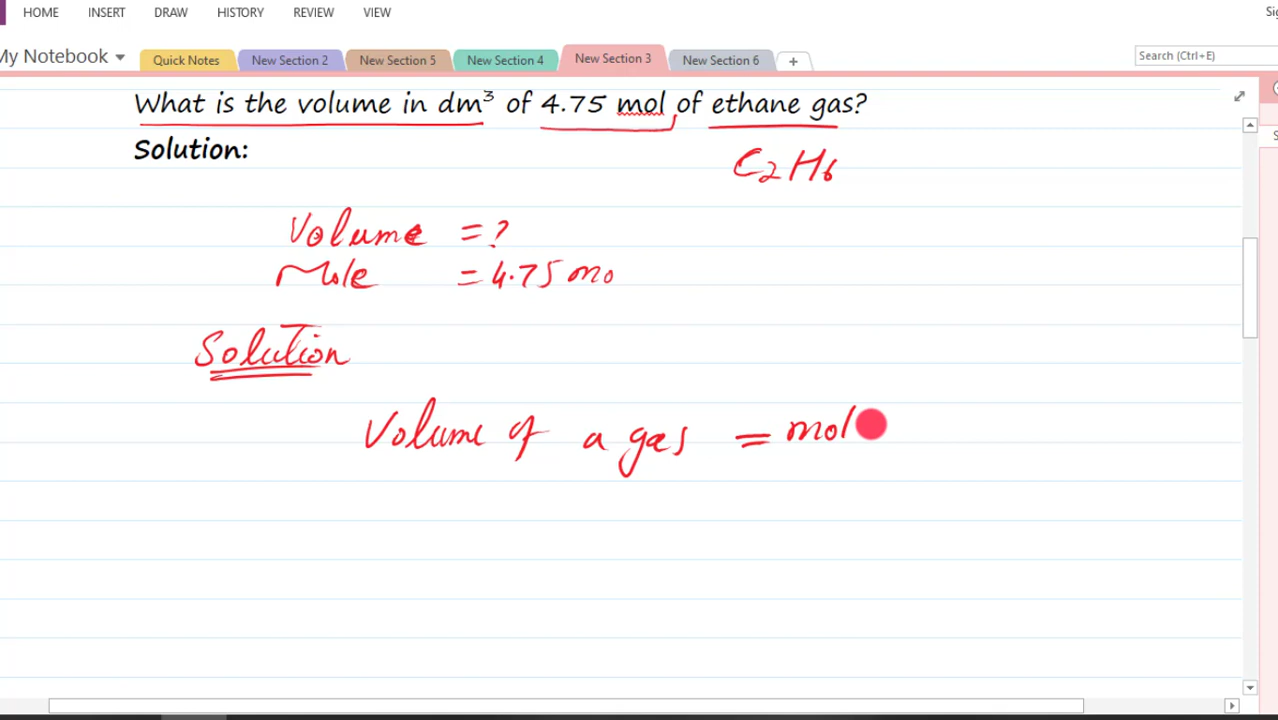 HOME INSERT DRAW HISTORY REVIEW VIEW
My Notebook Quick Notes New Section 2 New Section 5 New Section 4 New Section 3 New Section 6 + Search (Ctrl+E)
What is the volume in dm³ of 4.75 mol of ethane gas?
Solution:
C₂H₆
Volume = ?
Mole = 4.75 mo
Solution
Volume of a gas = mol